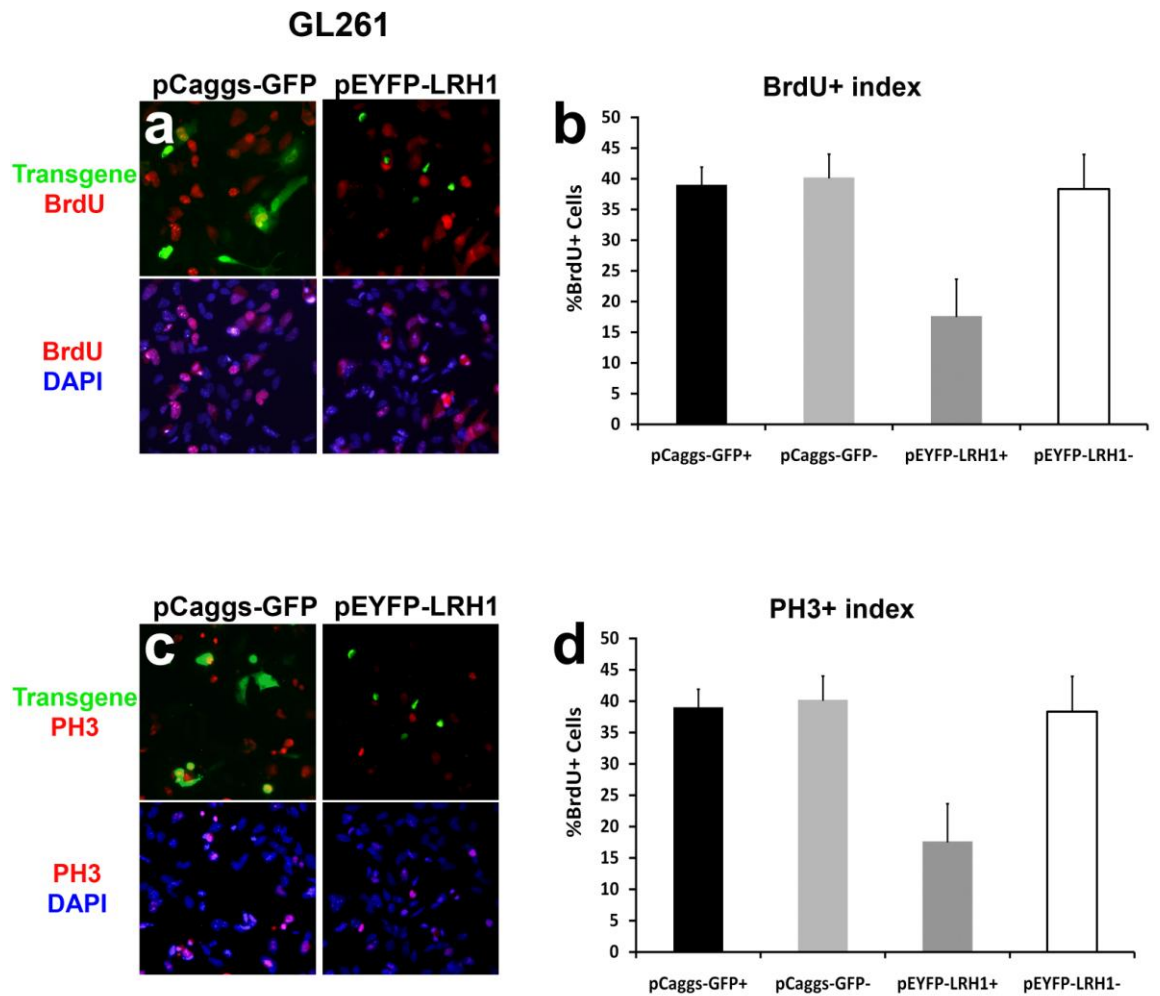 GL261
pCaggs-GFP pEYFP-LRH1
a
Transgene
BrdU
BrdU
DAPI
b
BrdU+ index
%BrdU+ Cells
50
45
40
35
30
25
20
15
10
5
0
pCaggs-GFP+ pCaggs-GFP- pEYFP-LRH1+ pEYFP-LRH1-
pCaggs-GFP pEYFP-LRH1
c
Transgene
PH3
PH3
DAPI
d
PH3+ index
%BrdU+ Cells
50
45
40
35
30
25
20
15
10
5
0
pCaggs-GFP+ pCaggs-GFP- pEYFP-LRH1+ pEYFP-LRH1-